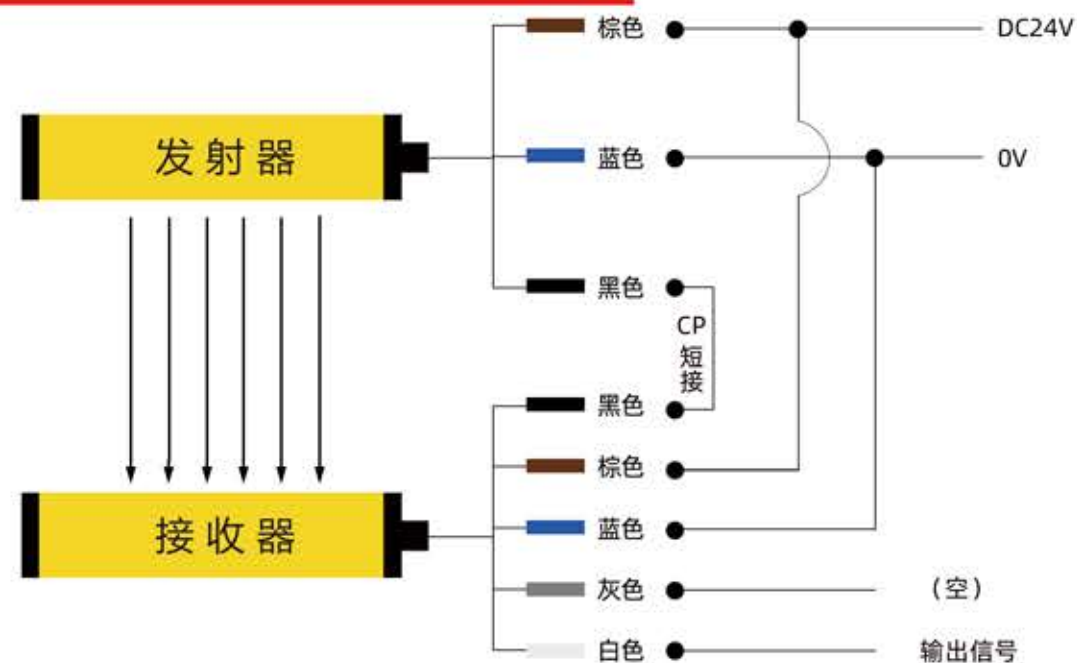 棕色
DC24V
发射器
蓝色
0V
黑色
CP
短
接
黑色
棕色
接收器
蓝色
灰色
（空）
白色
输出信号